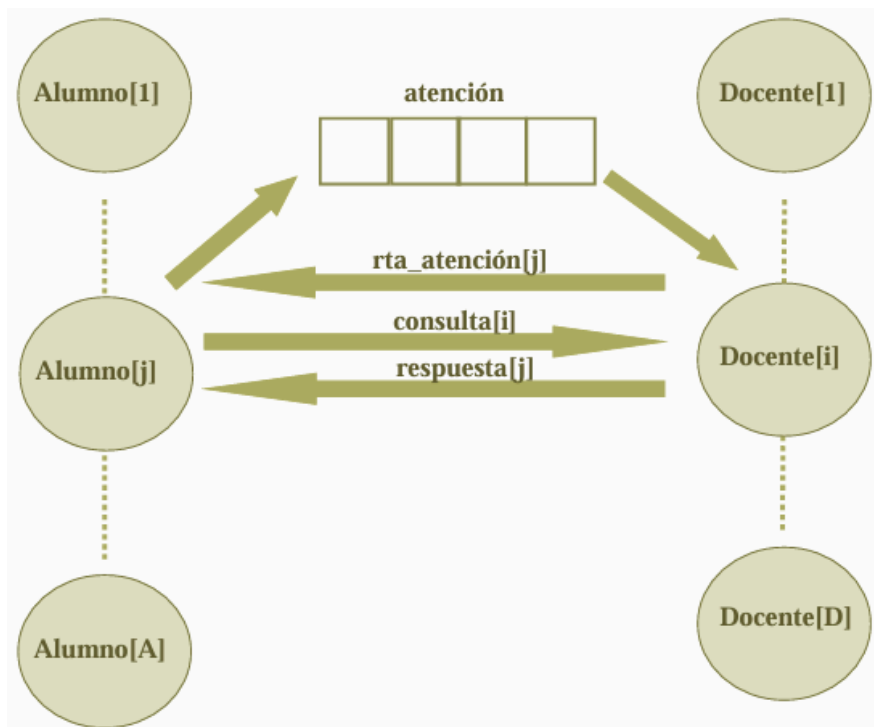 Alumno[1]
atención
Docente[1]
rta_atención[j]
consulta[i]
respuesta[j]
Alumno[j]
Docente[i]
Alumno[A]
Docente[D]